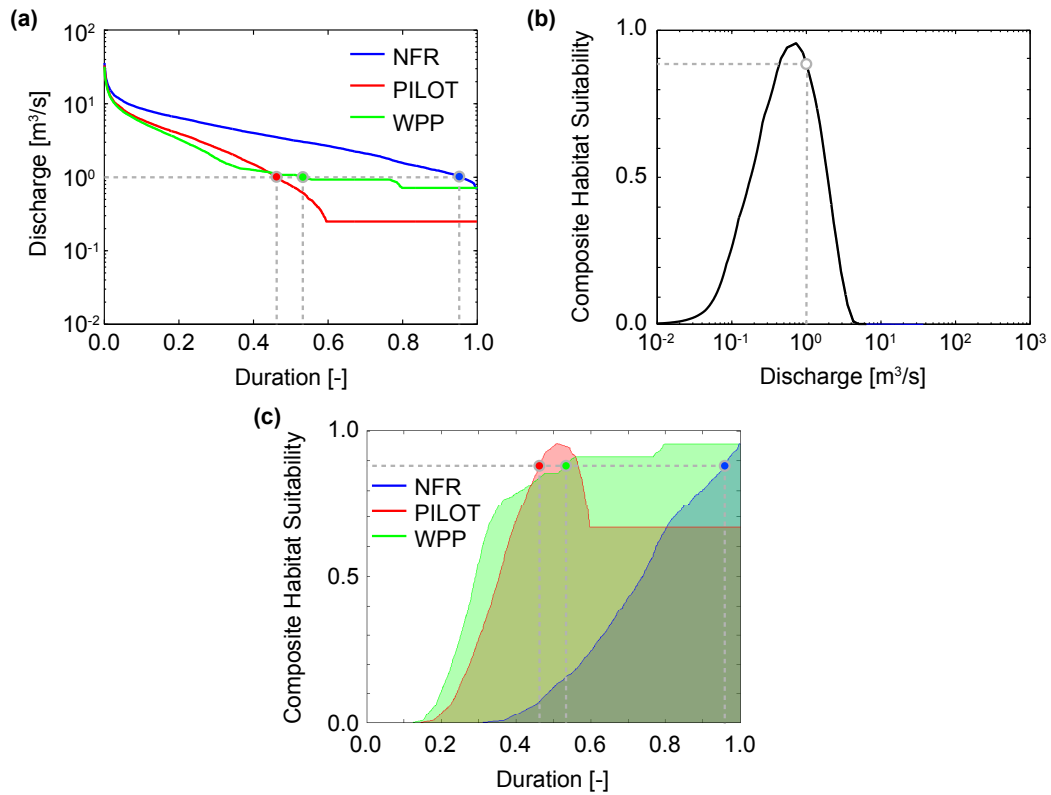 (a)
Discharge [m³/s]
10²
10¹
10⁰
10⁻¹
10⁻²
NFR
PILOT
WPP
0.0 0.2 0.4 0.6 0.8 1.0
Duration [-]
(b)
Composite Habitat Suitability
1.0
0.5
0.0
10⁻² 10⁻¹ 10⁰ 10¹ 10² 10³
Discharge [m³/s]
(c)
Composite Habitat Suitability
1.0
0.5
0.0
NFR
PILOT
WPP
0.0 0.2 0.4 0.6 0.8 1.0
Duration [-]